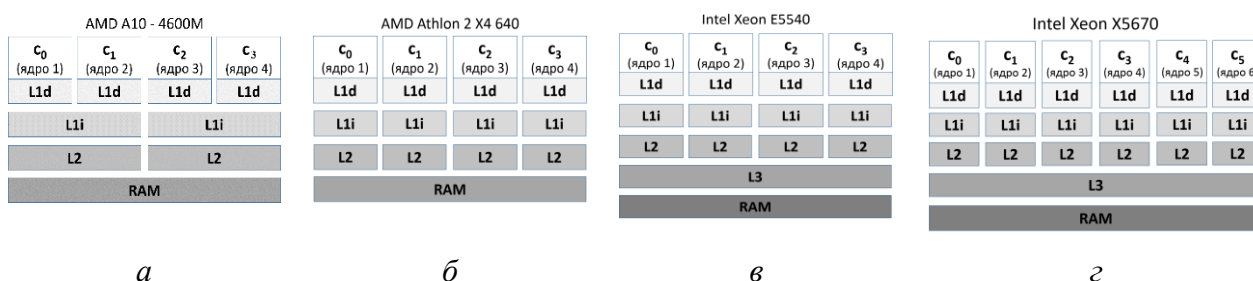 AMD A10 - 4600M
c0 c1 c2 c3
(ядро 1) (ядро 2) (ядро 3) (ядро 4)
L1d L1d L1d L1d
L1i L1i
L2 L2
RAM
а
AMD Athlon 2 X4 640
c0 c1 c2 c3
(ядро 1) (ядро 2) (ядро 3) (ядро 4)
L1d L1d L1d L1d
L1i L1i L1i L1i
L2 L2 L2 L2
RAM
б
Intel Xeon E5540
c0 c1 c2 c3
(ядро 1) (ядро 2) (ядро 3) (ядро 4)
L1d L1d L1d L1d
L1i L1i L1i L1i
L2 L2 L2 L2
L3
RAM
в
Intel Xeon X5670
c0 c1 c2 c3 c4 c5
(ядро 1) (ядро 2) (ядро 3) (ядро 4) (ядро 5) (ядро 6)
L1d L1d L1d L1d L1d L1d
L1i L1i L1i L1i L1i L1i
L2 L2 L2 L2 L2 L2
L3
RAM
г